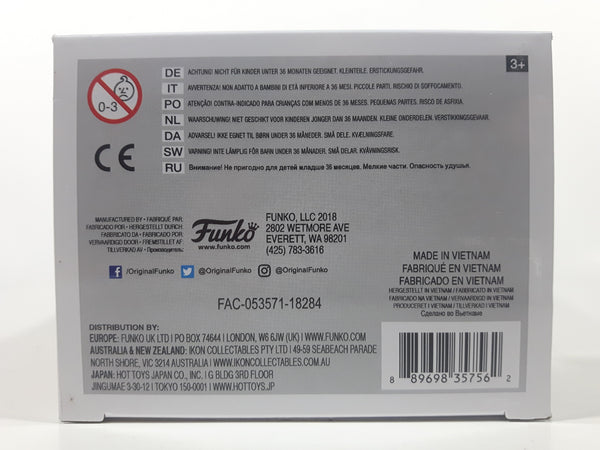 3+
0-3
DE ACHTUNG! NICHT FÜR KINDER UNTER 36 MONATEN GEEIGNET. KLEINTEILE. ERSTICKUNGSGEFAHR.
IT AVVERTENZA! NON ADATTO A BAMBINI DI ETÀ INFERIORE A 36 MESI. PICCOLE PARTI. RISCHIO DI SOFFOCAMENTO.
PO ATENÇÃO! CONTRA-INDICADO PARA CRIANÇAS COM MENOS DE 36 MESES. PEQUENAS PARTES. RISCO DE ASFIXIA.
NL WAARSCHUWING! NIET GESCHIKT VOOR KINDEREN JONGER DAN 36 MAANDEN. KLEINE ONDERDELEN. VERSTIKKINGSGEVAAR.
DA ADVARSEL! IKKE EGNET TIL BØRN UNDER 36 MÅNEDER. SMÅ DELE. KVÆLNINGSFARE.
SW VARNING! INTE LÄMPLIG FÖR BARN UNDER 36 MÅNADER. SMÅ DELAR. KVÄVNINGSRISK.
RU Внимание! Не пригодно для детей младше 36 месяцев. Мелкие части. Опасность удушья.
CE
MANUFACTURED BY • FABRIQUÉ PAR.
FABRICADO POR • HERGESTELLT DURCH.
FABBRICATO DA • FABRICADO POR.
VERVAARDIGD DOOR • FREMSTILLET AF
TILLVERKAD AV • Произведено
Funko
www.funko.com
FUNKO, LLC 2018
2802 WETMORE AVE
EVERETT, WA 98201
(425) 783-3616
/OriginalFunko @OriginalFunko @OriginalFunko
MADE IN VIETNAM
FABRIQUÉ EN VIETNAM
FABRICADO EN VIETNAM
HERGESTELLT IN VIETNAM / FABBRICATO IN VIETNAM
FABRICADO NA VIETNAM / VERVAARDIGD IN VIETNAM
PRODUCERET I VIETNAM / TILLVERKAD I VIETNAM
Сделано во Вьетнаме
FAC-053571-18284
DISTRIBUTION BY:
EUROPE: FUNKO UK LTD | PO BOX 74644 | LONDON, W6 6JW (UK) | WWW.FUNKO.COM
AUSTRALIA & NEW ZEALAND: IKON COLLECTABLES PTY LTD | 49-59 SEABEACH PARADE
NORTH SHORE, VIC 3214 AUSTRALIA | WWW.IKONCOLLECTABLES.COM.AU
JAPAN: HOT TOYS JAPAN CO., INC. | G BLDG 3RD FLOOR
JINGUMAE 3-30-12 | TOKYO 150-0001 | WWW.HOTTOYS.JP
8 89698 35756 2